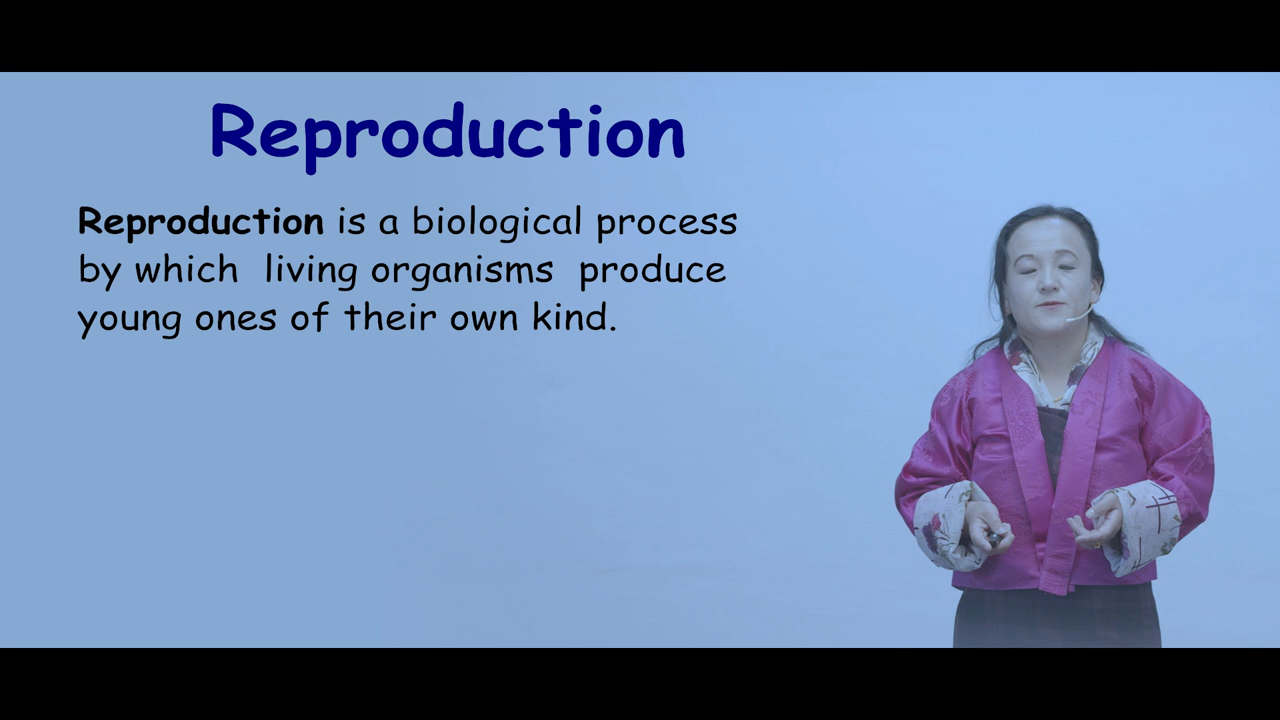 Reproduction
Reproduction is a biological process
by which living organisms produce
young ones of their own kind.